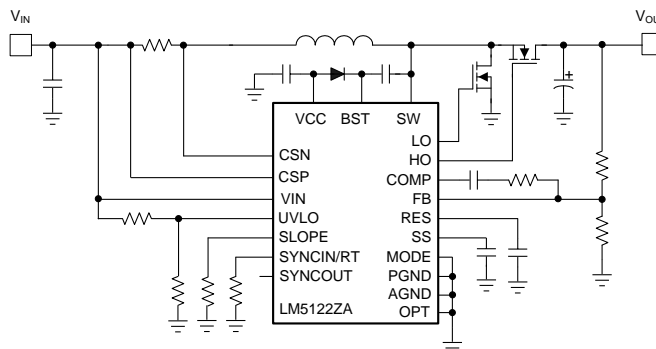 VIN
VOU
VCC BST SW
LO
HO
CSN
COMP
CSP
VIN
FB
UVLO
RES
SLOPE
SS
SYNCIN/RT
MODE
SYNCOUT
PGND
AGND
LM5122ZA
OPT
+